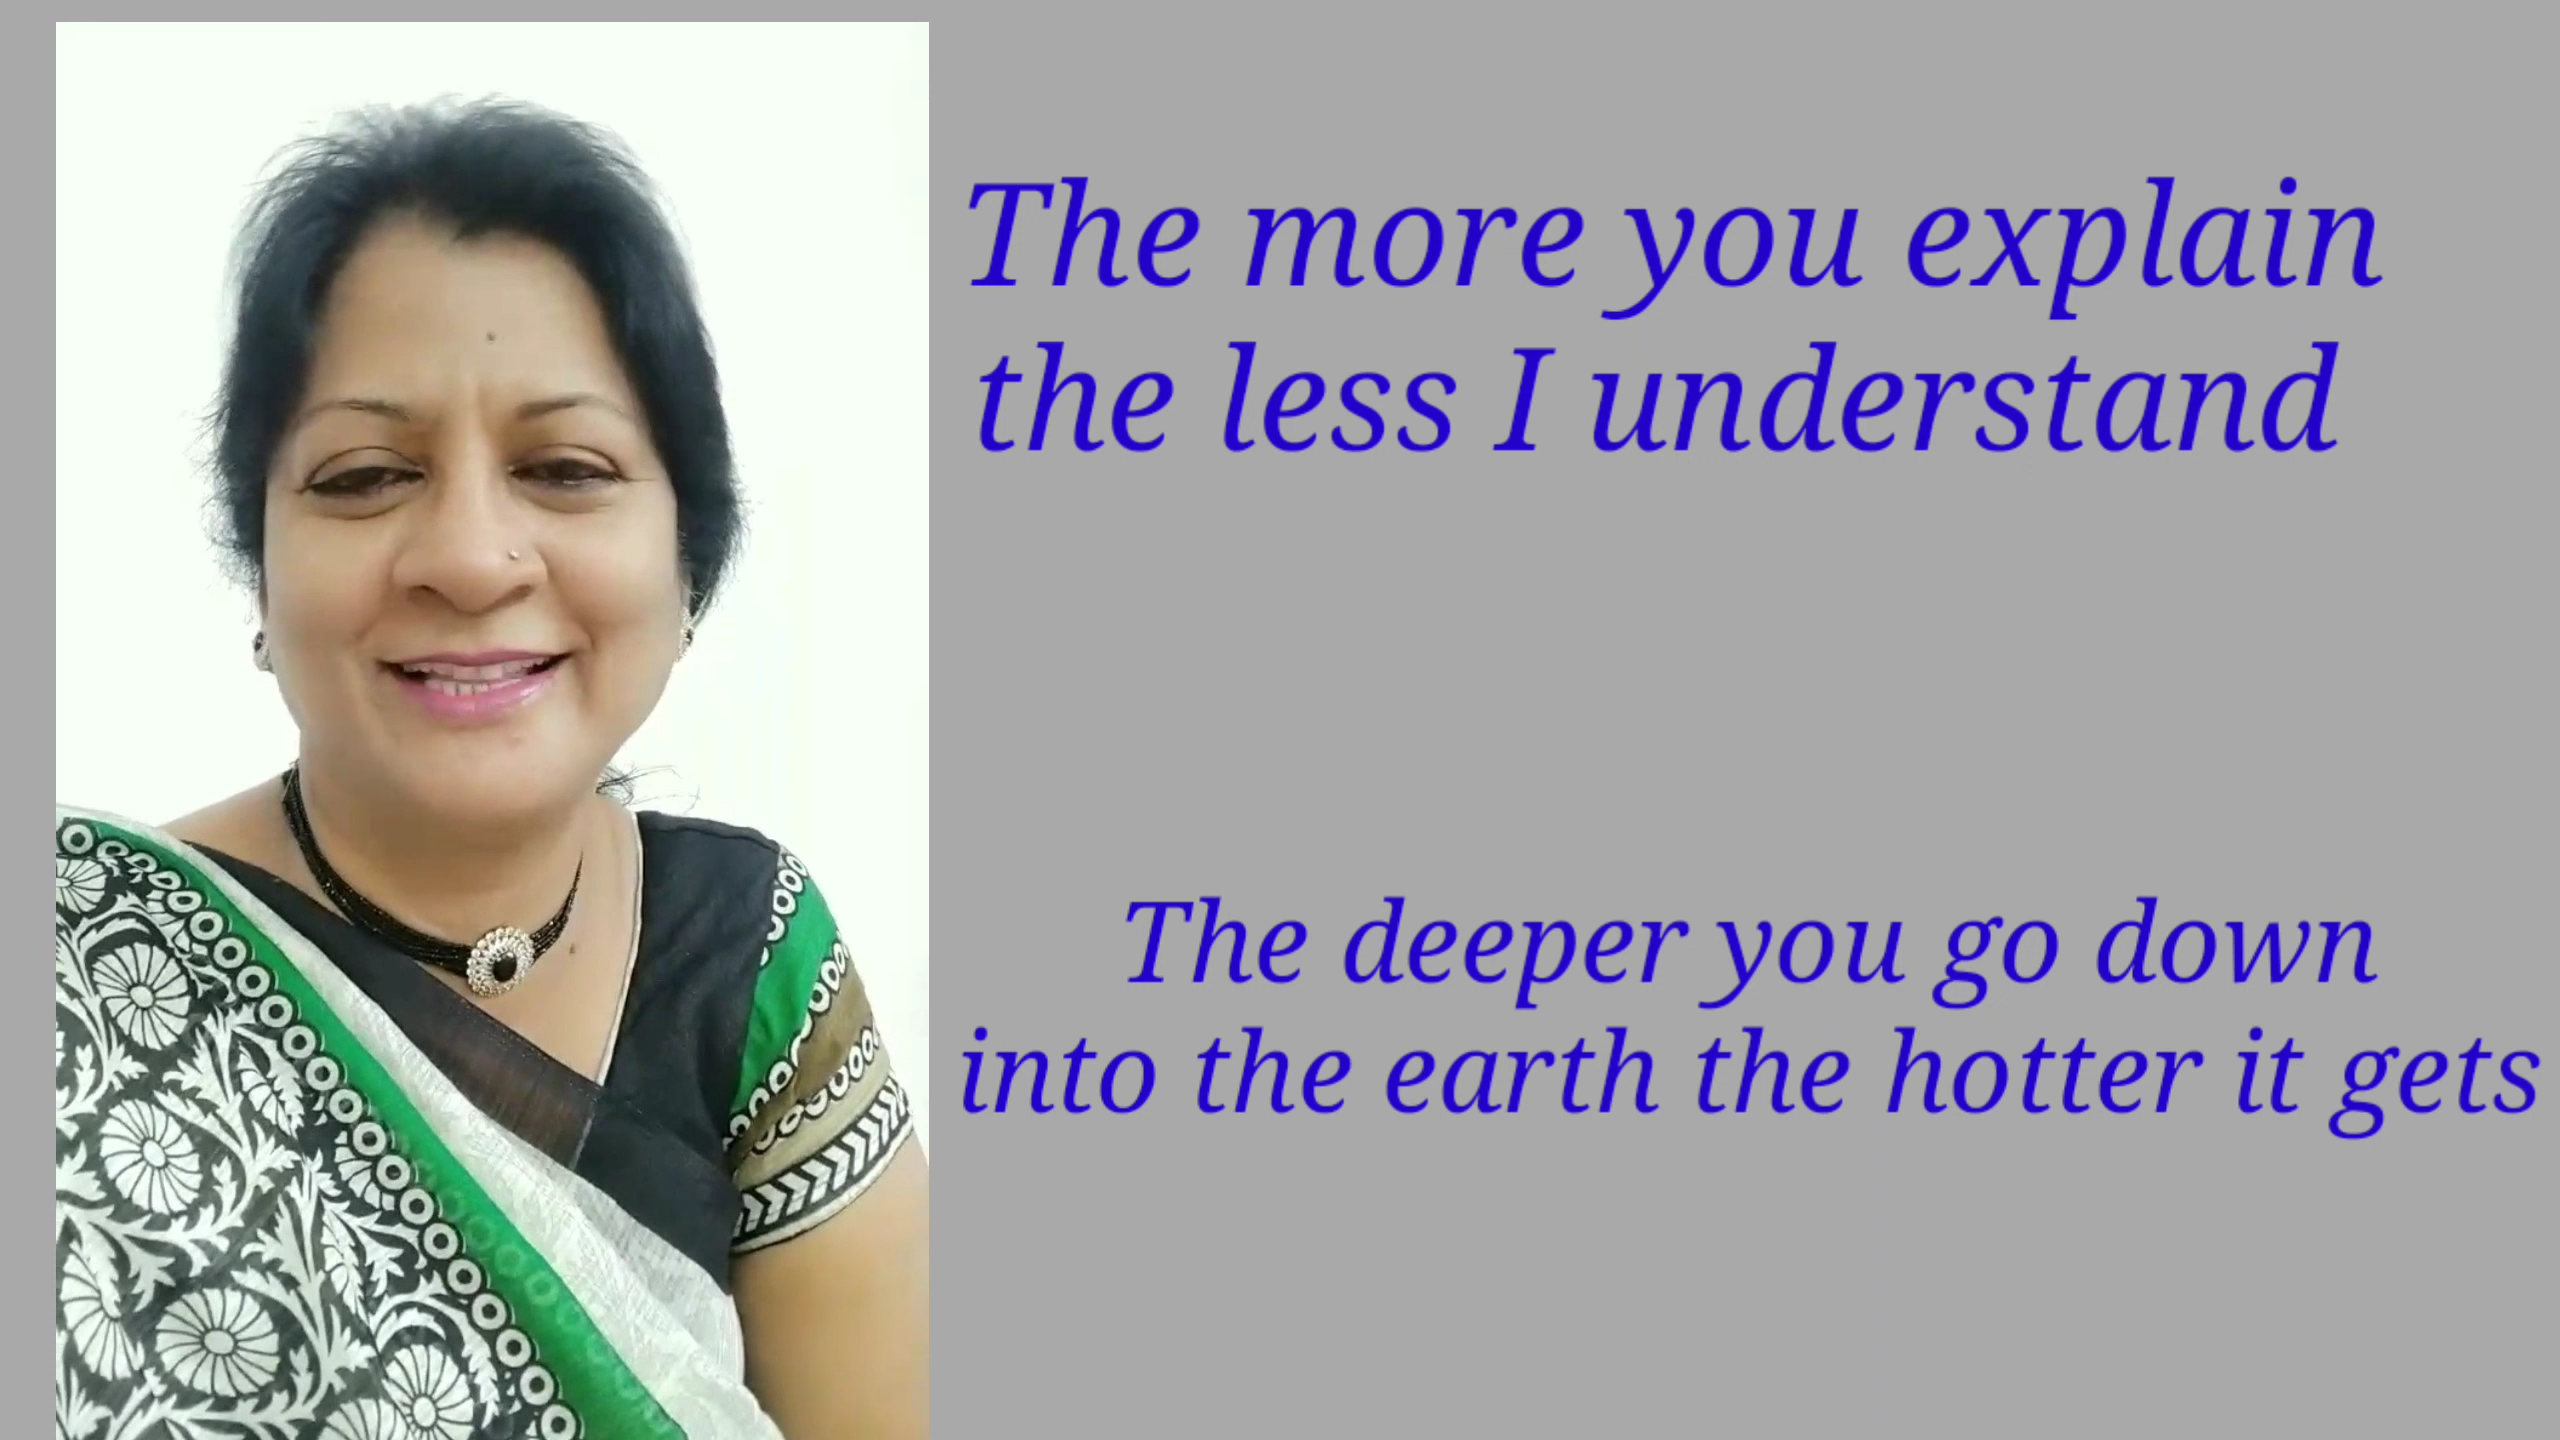 The more you explain
the less I understand
The deeper you go down
into the earth the hotter it gets